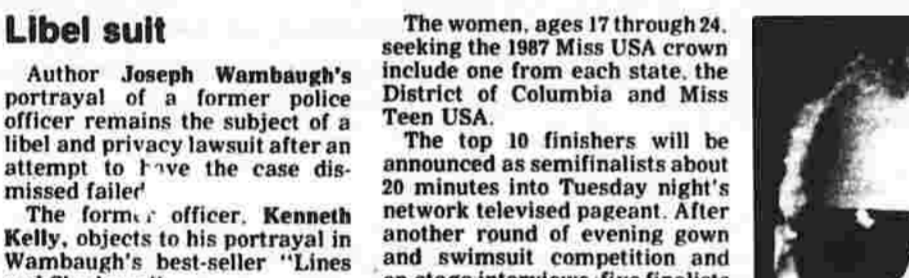 Libel suit
Author Joseph Wambaugh's
portrayal of a former police
officer remains the subject of a
libel and privacy lawsuit after an
attempt to have the case dis-
missed failed
The former officer, Kenneth
Kelly, objects to his portrayal in
Wambaugh's best-seller "Lines
The women, ages 17 through 24,
seeking the 1987 Miss USA crown
include one from each state, the
District of Columbia and Miss
Teen USA.
The top 10 finishers will be
announced as semifinalists about
20 minutes into Tuesday night's
network televised pageant. After
another round of evening gown
and swimsuit competition and
on-stage interviews, five finalists